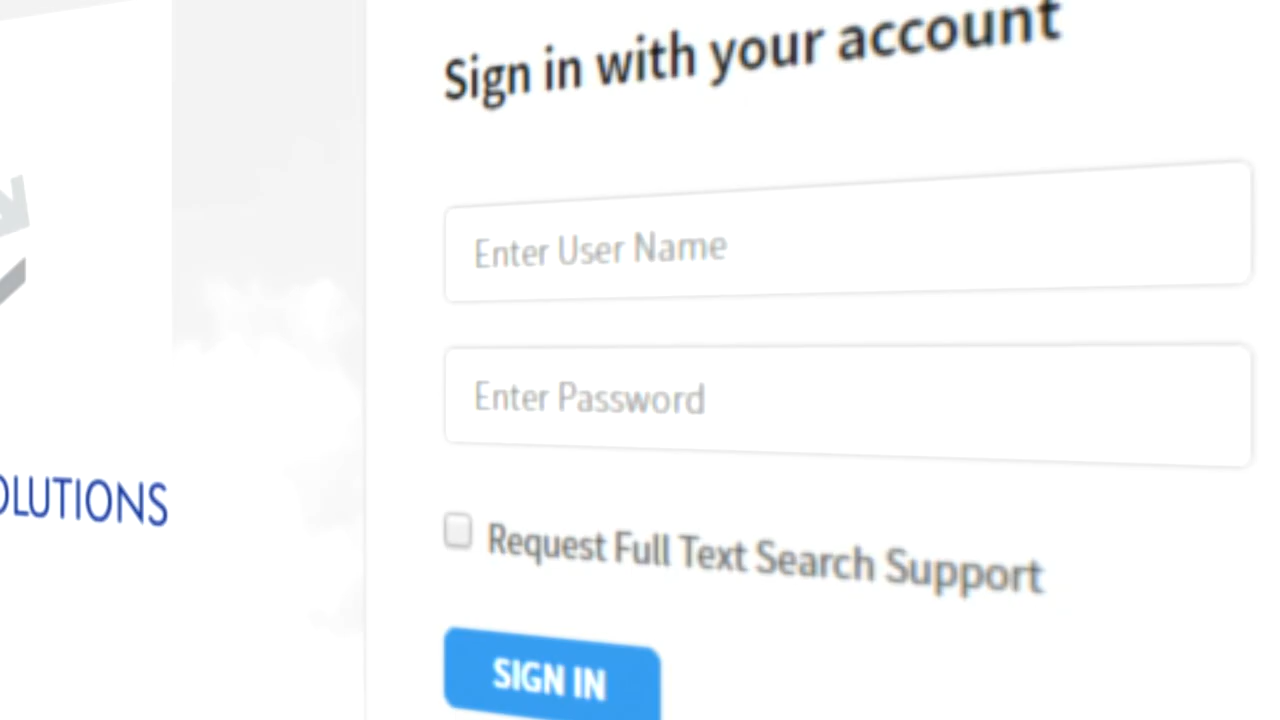 Sign in with your account
Enter User Name
Enter Password
OLUTIONS
Request Full Text Search Support
SIGN IN